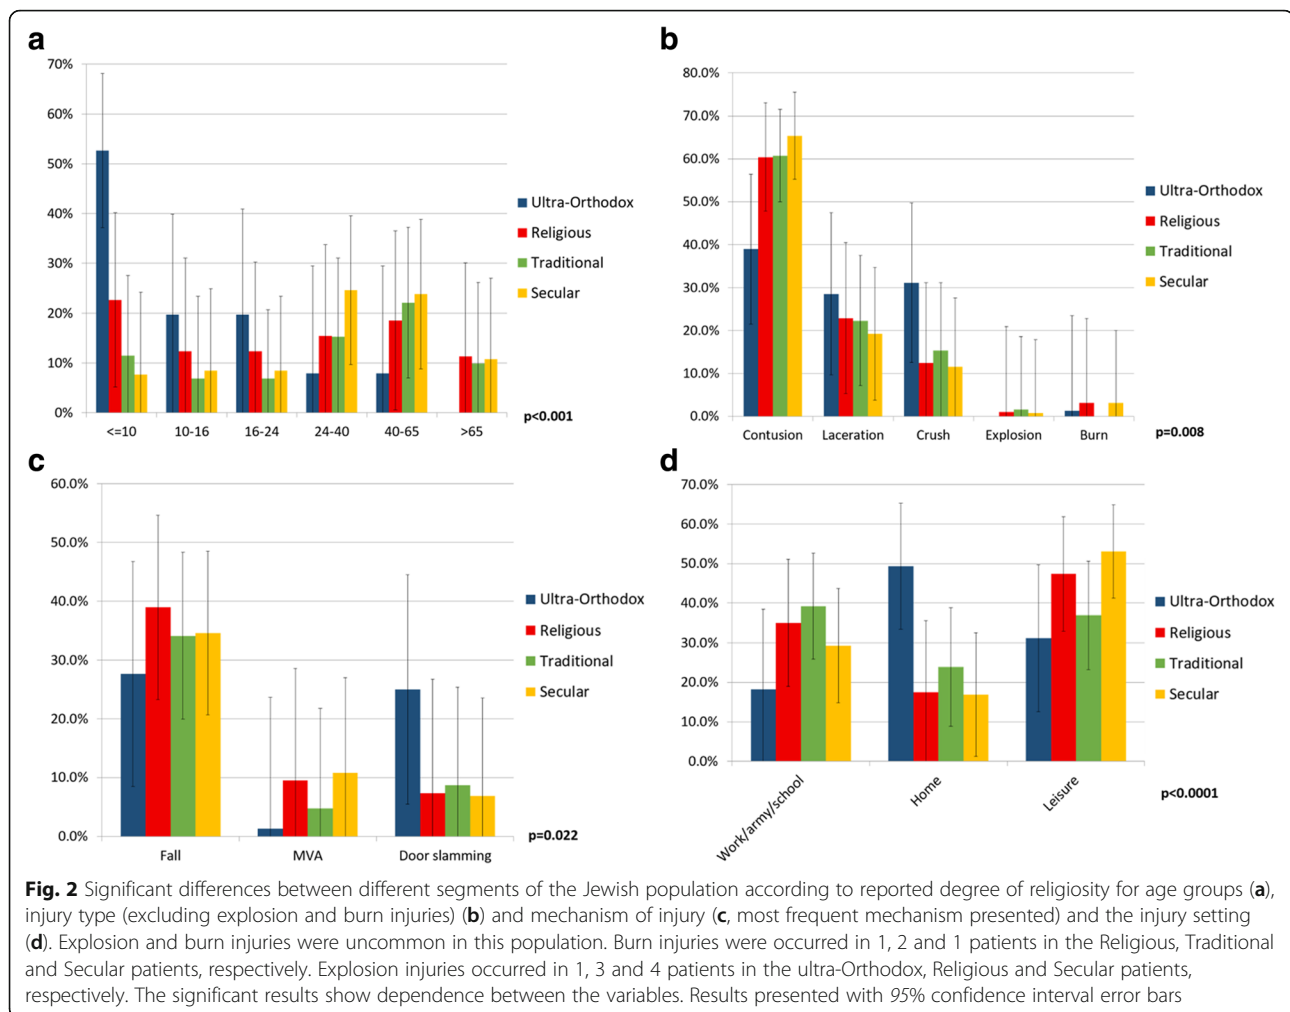 a
70%
60%
50%
40%
30%
20%
10%
0%
<=10 10-16 16-24 24-40 40-65 >65
Ultra-Orthodox
Religious
Traditional
Secular
p<0.001
b
80.0%
70.0%
60.0%
50.0%
40.0%
30.0%
20.0%
10.0%
0.0%
Contusion Laceration Crush Explosion Burn
Ultra-Orthodox
Religious
Traditional
Secular
p=0.008
c
60.0%
50.0%
40.0%
30.0%
20.0%
10.0%
0.0%
Fall MVA Door slamming
Ultra-Orthodox
Religious
Traditional
Secular
p=0.022
d
70.0%
60.0%
50.0%
40.0%
30.0%
20.0%
10.0%
0.0%
Work/army/school Home Leisure
Ultra-Orthodox
Religious
Traditional
Secular
p<0.0001
Fig. 2 Significant differences between different segments of the Jewish population according to reported degree of religiosity for age groups (a),
injury type (excluding explosion and burn injuries) (b) and mechanism of injury (c, most frequent mechanism presented) and the injury setting
(d). Explosion and burn injuries were uncommon in this population. Burn injuries were occurred in 1, 2 and 1 patients in the Religious, Traditional
and Secular patients, respectively. Explosion injuries occurred in 1, 3 and 4 patients in the ultra-Orthodox, Religious and Secular patients,
respectively. The significant results show dependence between the variables. Results presented with 95% confidence interval error bars